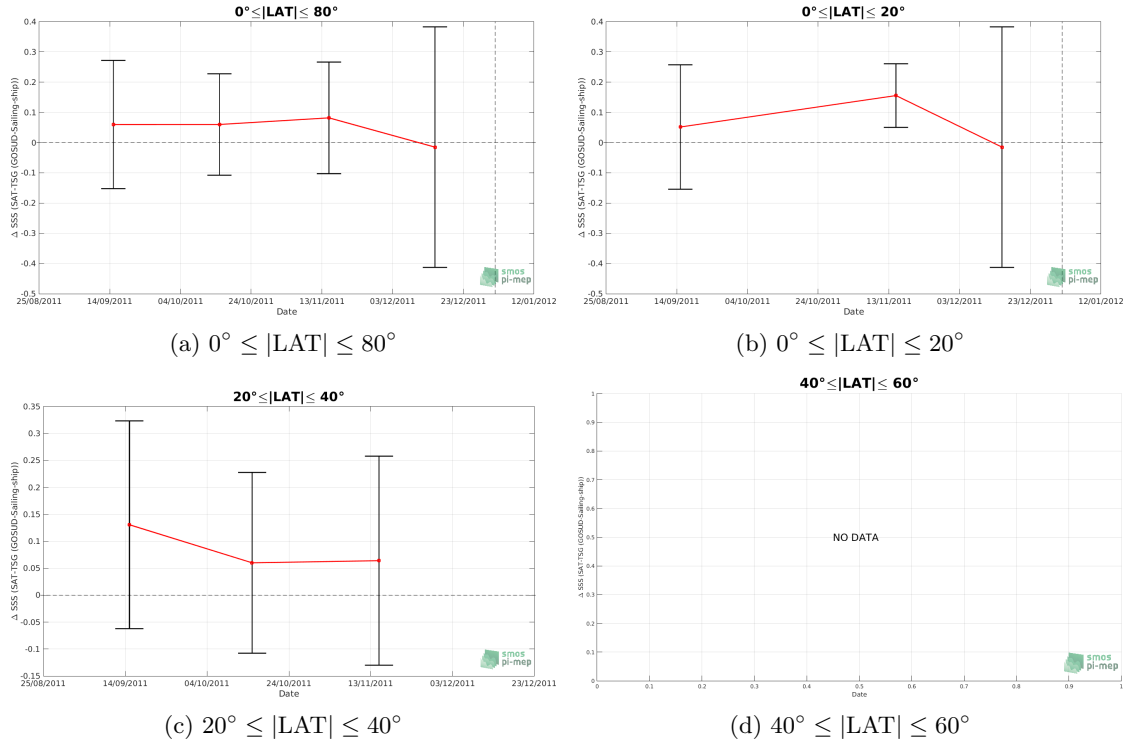 0°≤|LAT|≤ 80°
Δ SSS (SAT-TSG (GOSUD-Sailing-ship))
0.4
0.3
0.2
0.1
0
-0.1
-0.2
-0.3
-0.4
-0.5
25/08/2011 14/09/2011 04/10/2011 24/10/2011 13/11/2011 03/12/2011 23/12/2011 12/01/2012
Date
smos
pi-mep
(a) 0° ≤ |LAT| ≤ 80°
0°≤|LAT|≤ 20°
Δ SSS (SAT-TSG (GOSUD-Sailing-ship))
0.4
0.3
0.2
0.1
0
-0.1
-0.2
-0.3
-0.4
-0.5
25/08/2011 14/09/2011 04/10/2011 24/10/2011 13/11/2011 03/12/2011 23/12/2011 12/01/2012
Date
smos
pi-mep
(b) 0° ≤ |LAT| ≤ 20°
20°≤|LAT|≤ 40°
Δ SSS (SAT-TSG (GOSUD-Sailing-ship))
0.35
0.3
0.25
0.2
0.15
0.1
0.05
0
-0.05
-0.1
-0.15
25/08/2011 14/09/2011 04/10/2011 24/10/2011 13/11/2011 03/12/2011 23/12/2011
Date
smos
pi-mep
(c) 20° ≤ |LAT| ≤ 40°
40°≤|LAT|≤ 60°
Δ SSS (SAT-TSG (GOSUD-Sailing-ship))
1
0.9
0.8
0.7
0.6
0.5
0.4
0.3
0.2
0.1
0
NO DATA
0 0.1 0.2 0.3 0.4 0.5 0.6 0.7 0.8 0.9 1
Date
smos
pi-mep
(d) 40° ≤ |LAT| ≤ 60°